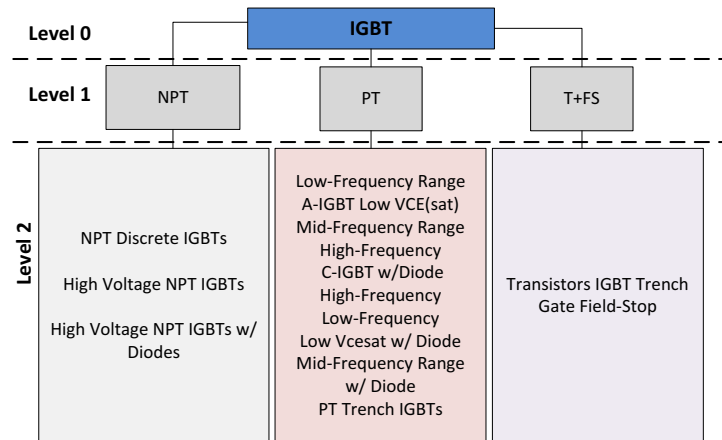 Level 0
IGBT
Level 1
NPT
PT
T+FS
Level 2
NPT Discrete IGBTs
High Voltage NPT IGBTs
High Voltage NPT IGBTs w/
Diodes
Low-Frequency Range
A-IGBT Low VCE(sat)
Mid-Frequency Range
High-Frequency
C-IGBT w/Diode
High-Frequency
Low-Frequency
Low Vcesat w/ Diode
Mid-Frequency Range
w/ Diode
PT Trench IGBTs
Transistors IGBT Trench
Gate Field-Stop